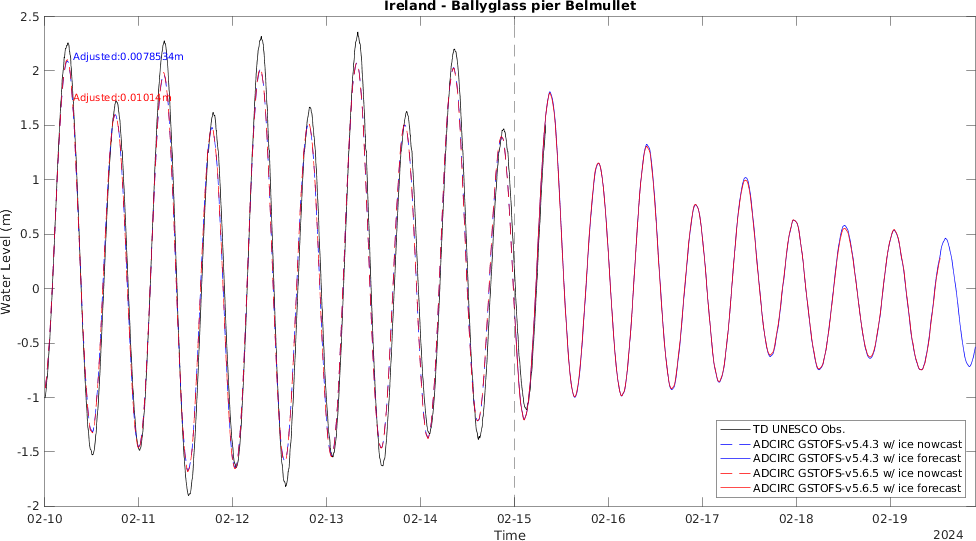 Ireland - Ballyglass pier Belmullet
2.5
2
1.5
1
0.5
0
-0.5
-1
-1.5
-2
Water Level (m)
Adjusted:0.0078534m
Adjusted:0.01014m
TD UNESCO Obs.
ADCIRC GSTOFS-v5.4.3 w/ ice nowcast
ADCIRC GSTOFS-v5.4.3 w/ ice forecast
ADCIRC GSTOFS-v5.6.5 w/ ice nowcast
ADCIRC GSTOFS-v5.6.5 w/ ice forecast
02-10 02-11 02-12 02-13 02-14 02-15 02-16 02-17 02-18 02-19
Time
2024